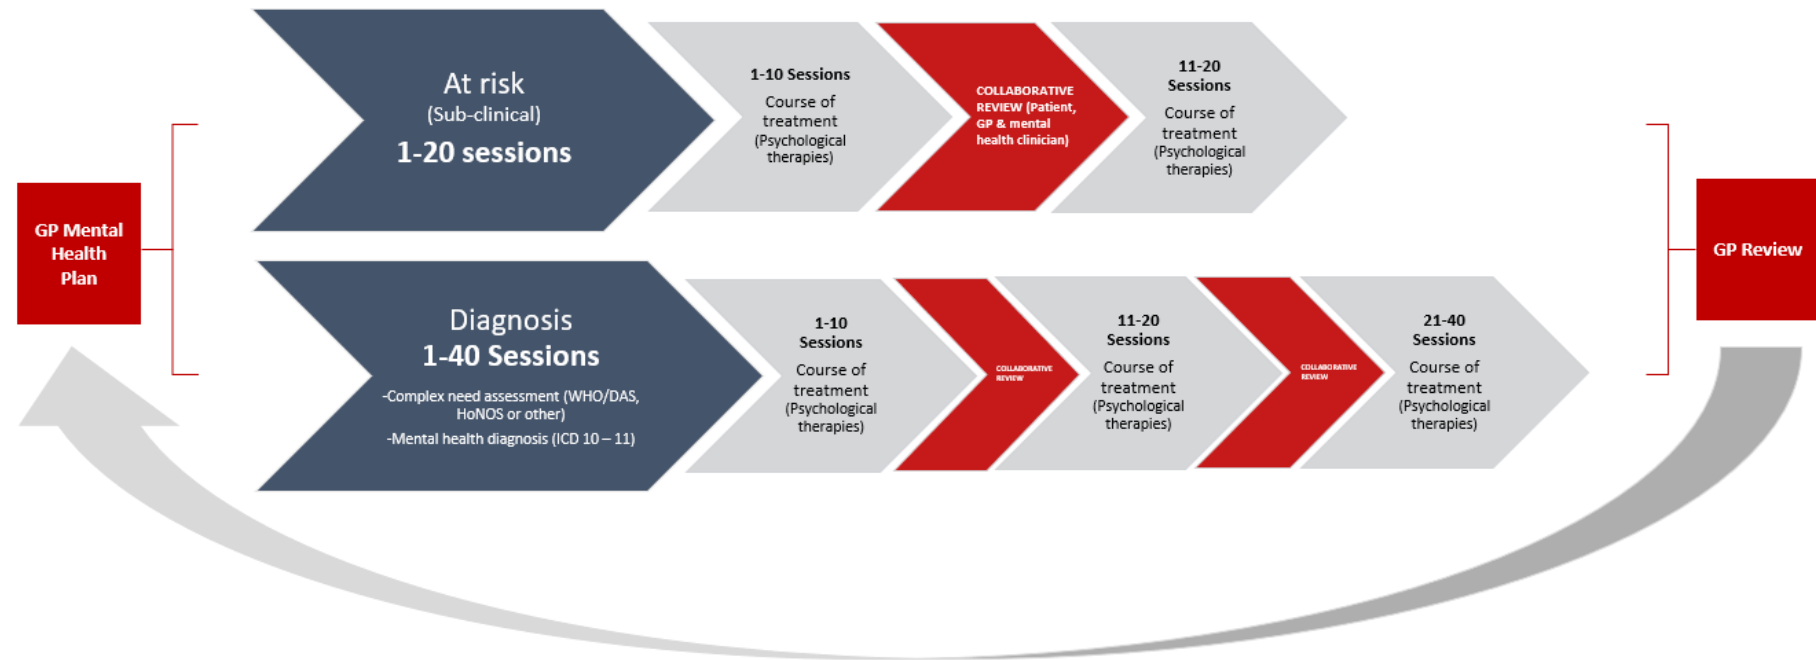 GP Mental
Health
Plan
At risk
(Sub-clinical)
1-20 sessions
1-10 Sessions
Course of
treatment
(Psychological
therapies)
COLLABORATIVE
REVIEW (Patient,
GP & mental
health clinician)
11-20
Sessions
Course of
treatment
(Psychological
therapies)
Diagnosis
1-40 Sessions
-Complex need assessment (WHO/DAS,
HoNOS or other)
-Mental health diagnosis (ICD 10 – 11)
1-10
Sessions
Course of
treatment
(Psychological
therapies)
COLLABORATIVE
REVIEW
11-20
Sessions
Course of
treatment
(Psychological
therapies)
COLLABORATIVE
REVIEW
21-40
Sessions
Course of
treatment
(Psychological
therapies)
GP Review